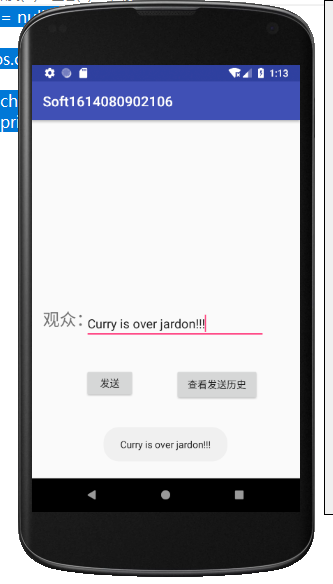 = nul
os.
ch
pri
1:13
Soft1614080902106
观众：
Curry is over jardon!!!
发送
查看发送历史
Curry is over jardon!!!